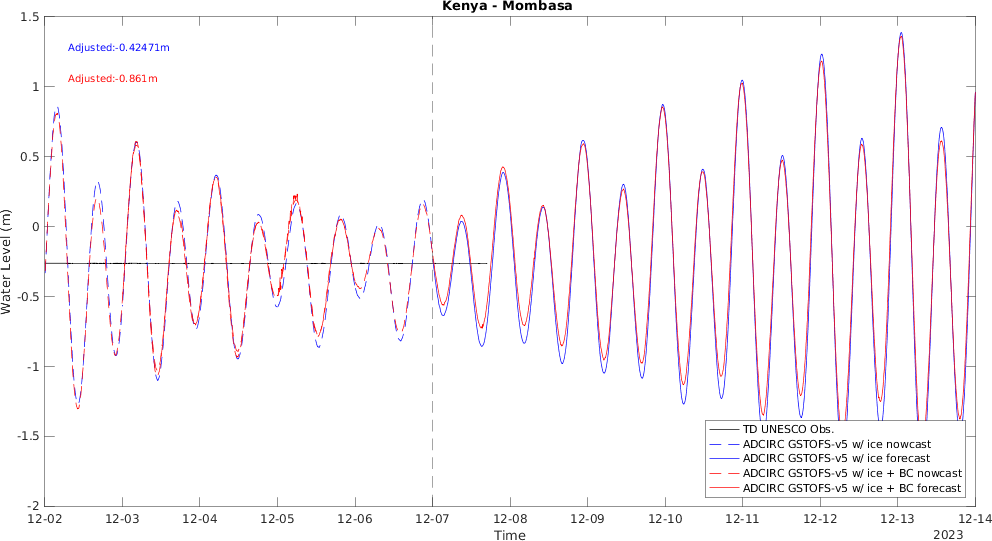 Kenya - Mombasa
1.5
1
0.5
0
-0.5
-1
-1.5
-2
Water Level (m)
Adjusted:-0.42471m
Adjusted:-0.861m
TD UNESCO Obs.
ADCIRC GSTOFS-v5 w/ ice nowcast
ADCIRC GSTOFS-v5 w/ ice forecast
ADCIRC GSTOFS-v5 w/ ice + BC nowcast
ADCIRC GSTOFS-v5 w/ ice + BC forecast
12-02 12-03 12-04 12-05 12-06 12-07 12-08 12-09 12-10 12-11 12-12 12-13 12-14
Time
2023